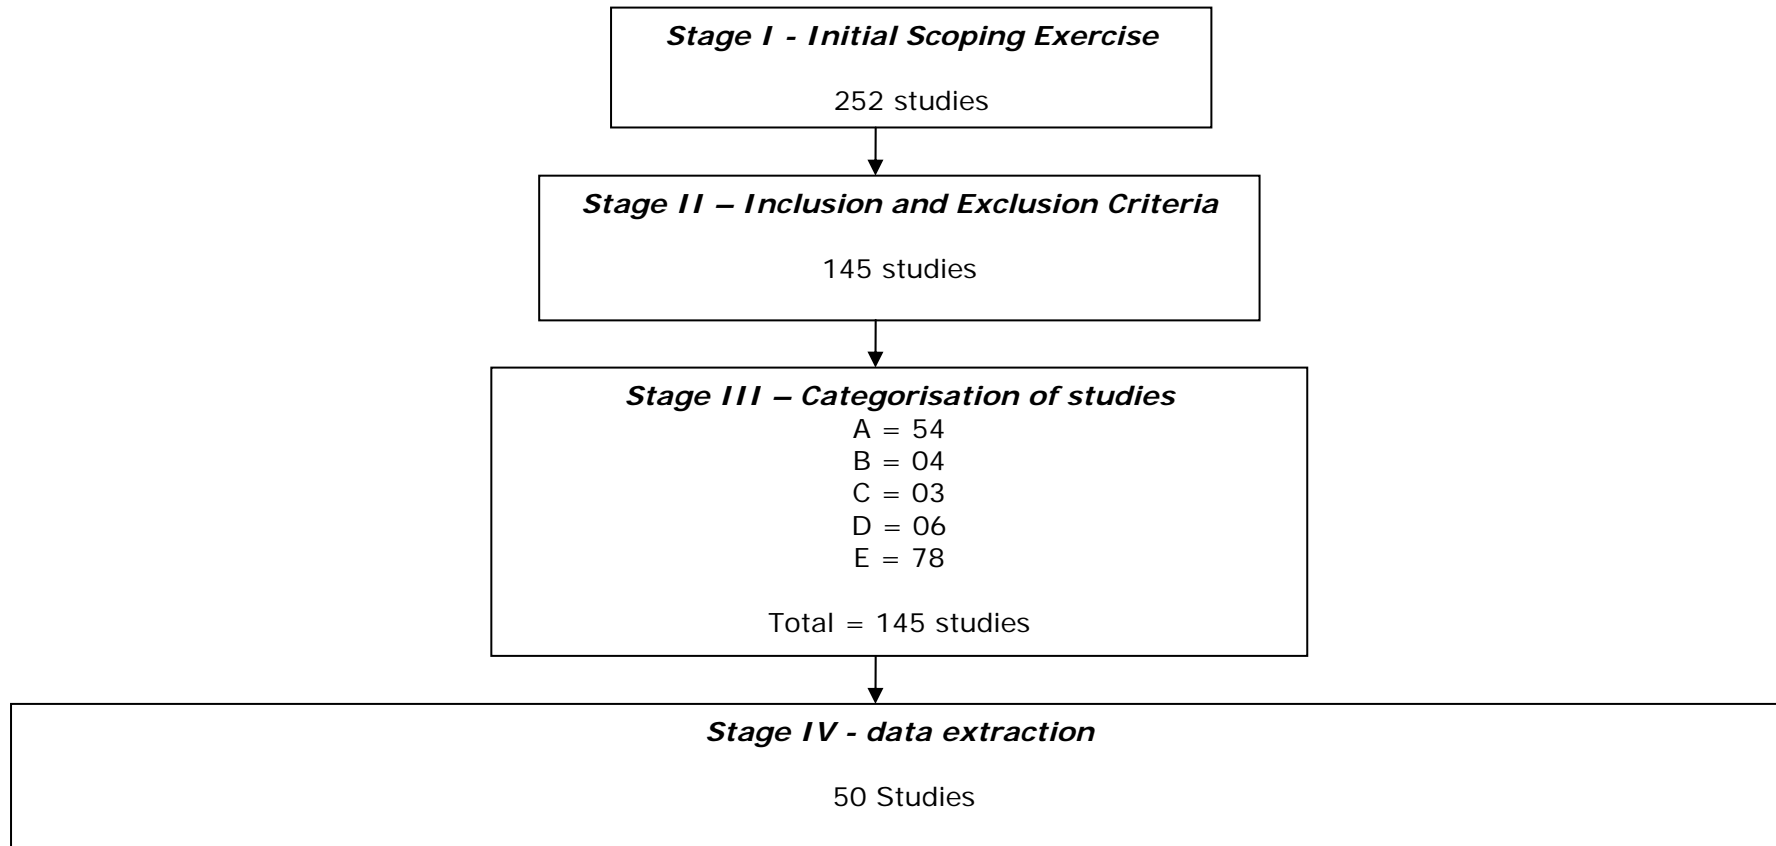 Stage I - Initial Scoping Exercise
252 studies
Stage II – Inclusion and Exclusion Criteria
145 studies
Stage III – Categorisation of studies
A = 54
B = 04
C = 03
D = 06
E = 78
Total = 145 studies
Stage IV - data extraction
50 Studies